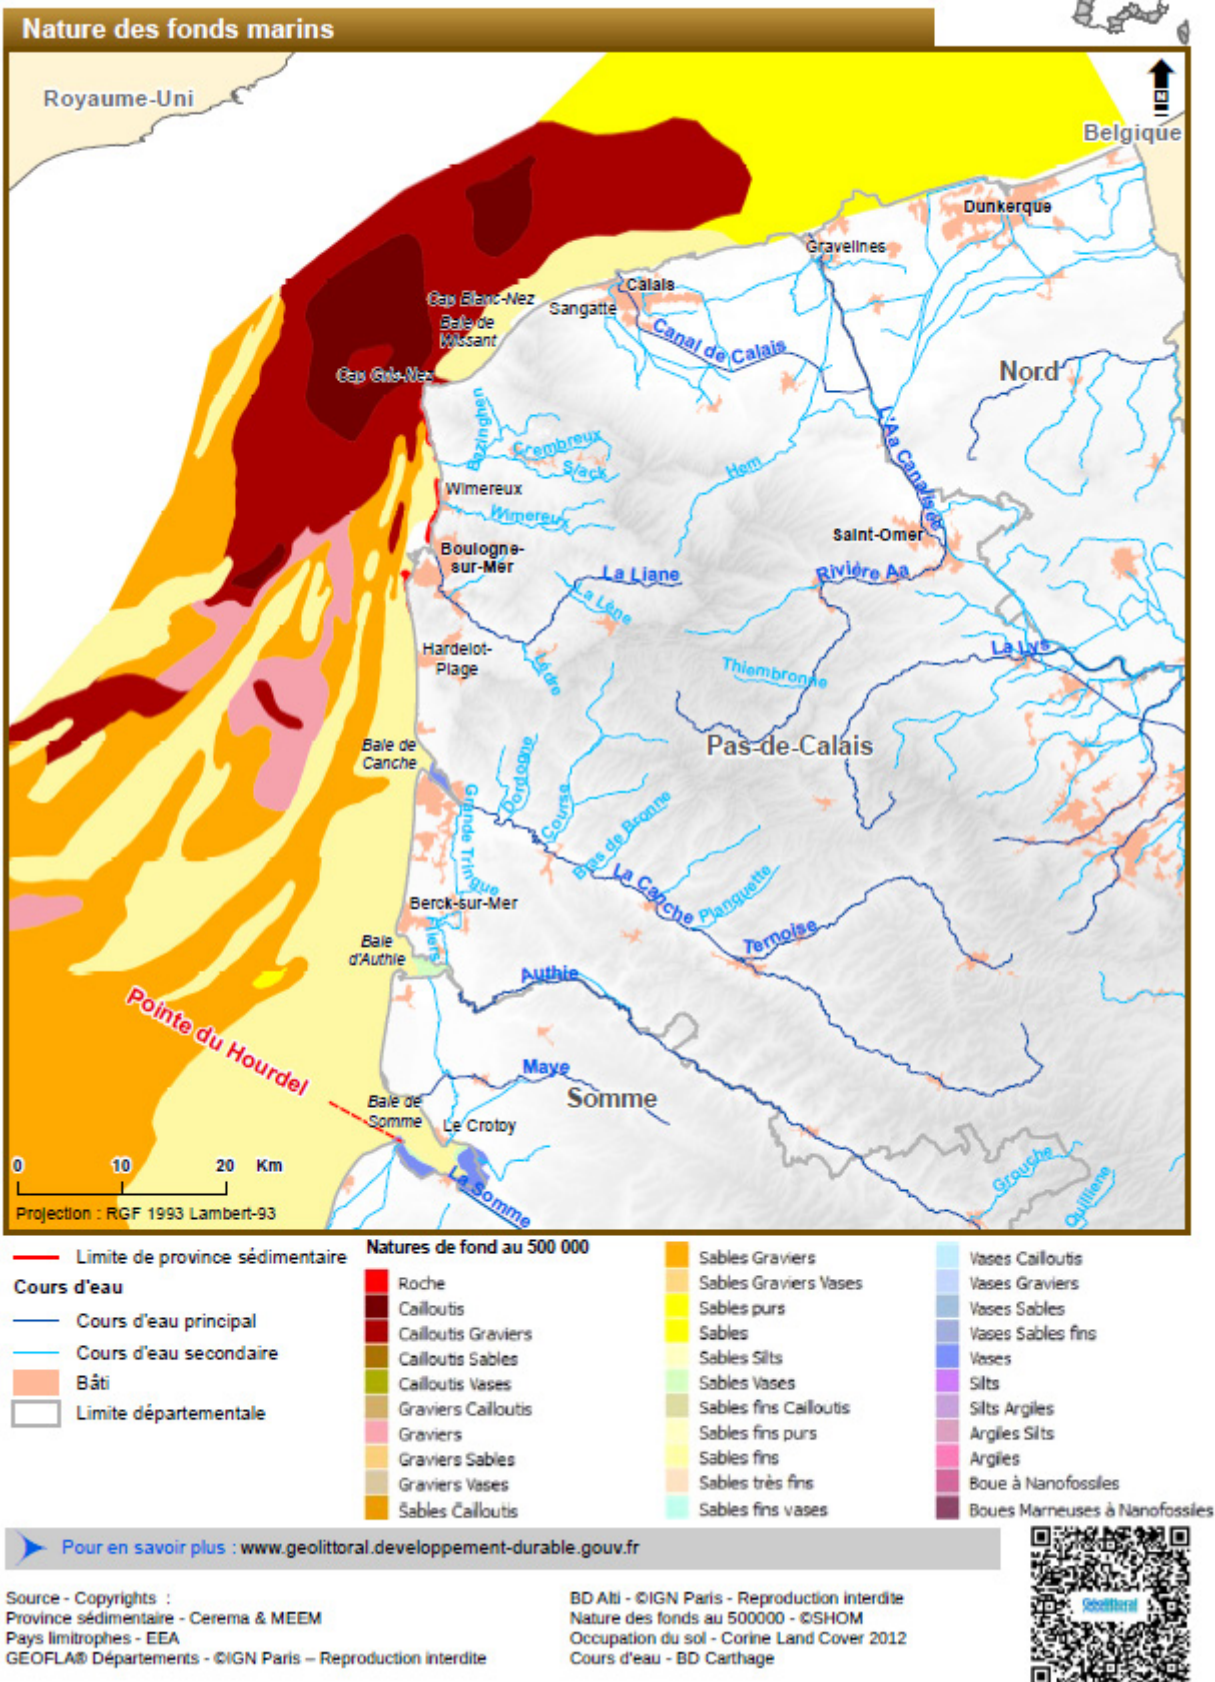 Nature des fonds marins
Royaume-Uni
N
Belgique
Dunkerque
Gravelines
Calais
Cap Blanc-Nez
Sangatte
Baie de
Wissant
Canal de Calais
Cap Gris-Nez
Nord
L'Aa Canalisée
Bazinghen
Crembreux
Slack
Hem
Wimereux
Wimereux
Saint-Omer
Boulogne-
sur-Mer
La Liane
Rivière Aa
La Lène
La Lys
Hardelot-
Plage
Lédre
Thiembronne
Pas-de-Calais
Baie de
Canche
Dordogne
Course
Bras de Bronne
Grande Tringue
La Canche
Planquette
Berck-sur-Mer
Fliers
Ternoise
Baie
d'Authie
Authie
Pointe du Hourdel
Maye
Somme
Baie de
Somme
Le Crotoy
La Somme
Grouche
Quilliene
0 10 20 Km
Projection : RGF 1993 Lambert-93
Limite de province sédimentaire
Cours d'eau
Cours d'eau principal
Cours d'eau secondaire
Bâti
Limite départementale
Natures de fond au 500 000
Roche
Cailloutis
Cailloutis Graviers
Cailloutis Sables
Cailloutis Vases
Graviers Cailloutis
Graviers
Graviers Sables
Graviers Vases
Sables Cailloutis
Sables Graviers
Sables Graviers Vases
Sables purs
Sables
Sables Silts
Sables Vases
Sables fins Cailloutis
Sables fins purs
Sables fins
Sables très fins
Sables fins vases
Vases Cailloutis
Vases Graviers
Vases Sables
Vases Sables fins
Vases
Silts
Silts Argiles
Argiles Silts
Argiles
Boue à Nanofossiles
Boues Marneuses à Nanofossiles
Pour en savoir plus : www.geolittoral.developpement-durable.gouv.fr
Source - Copyrights :
Province sédimentaire - Cerema & MEEM
Pays limitrophes - EEA
GEOFLA® Départements - ©IGN Paris – Reproduction interdite
BD Alti - ©IGN Paris - Reproduction interdite
Nature des fonds au 500000 - ©SHOM
Occupation du sol - Corine Land Cover 2012
Cours d'eau - BD Carthage
Géolittoral